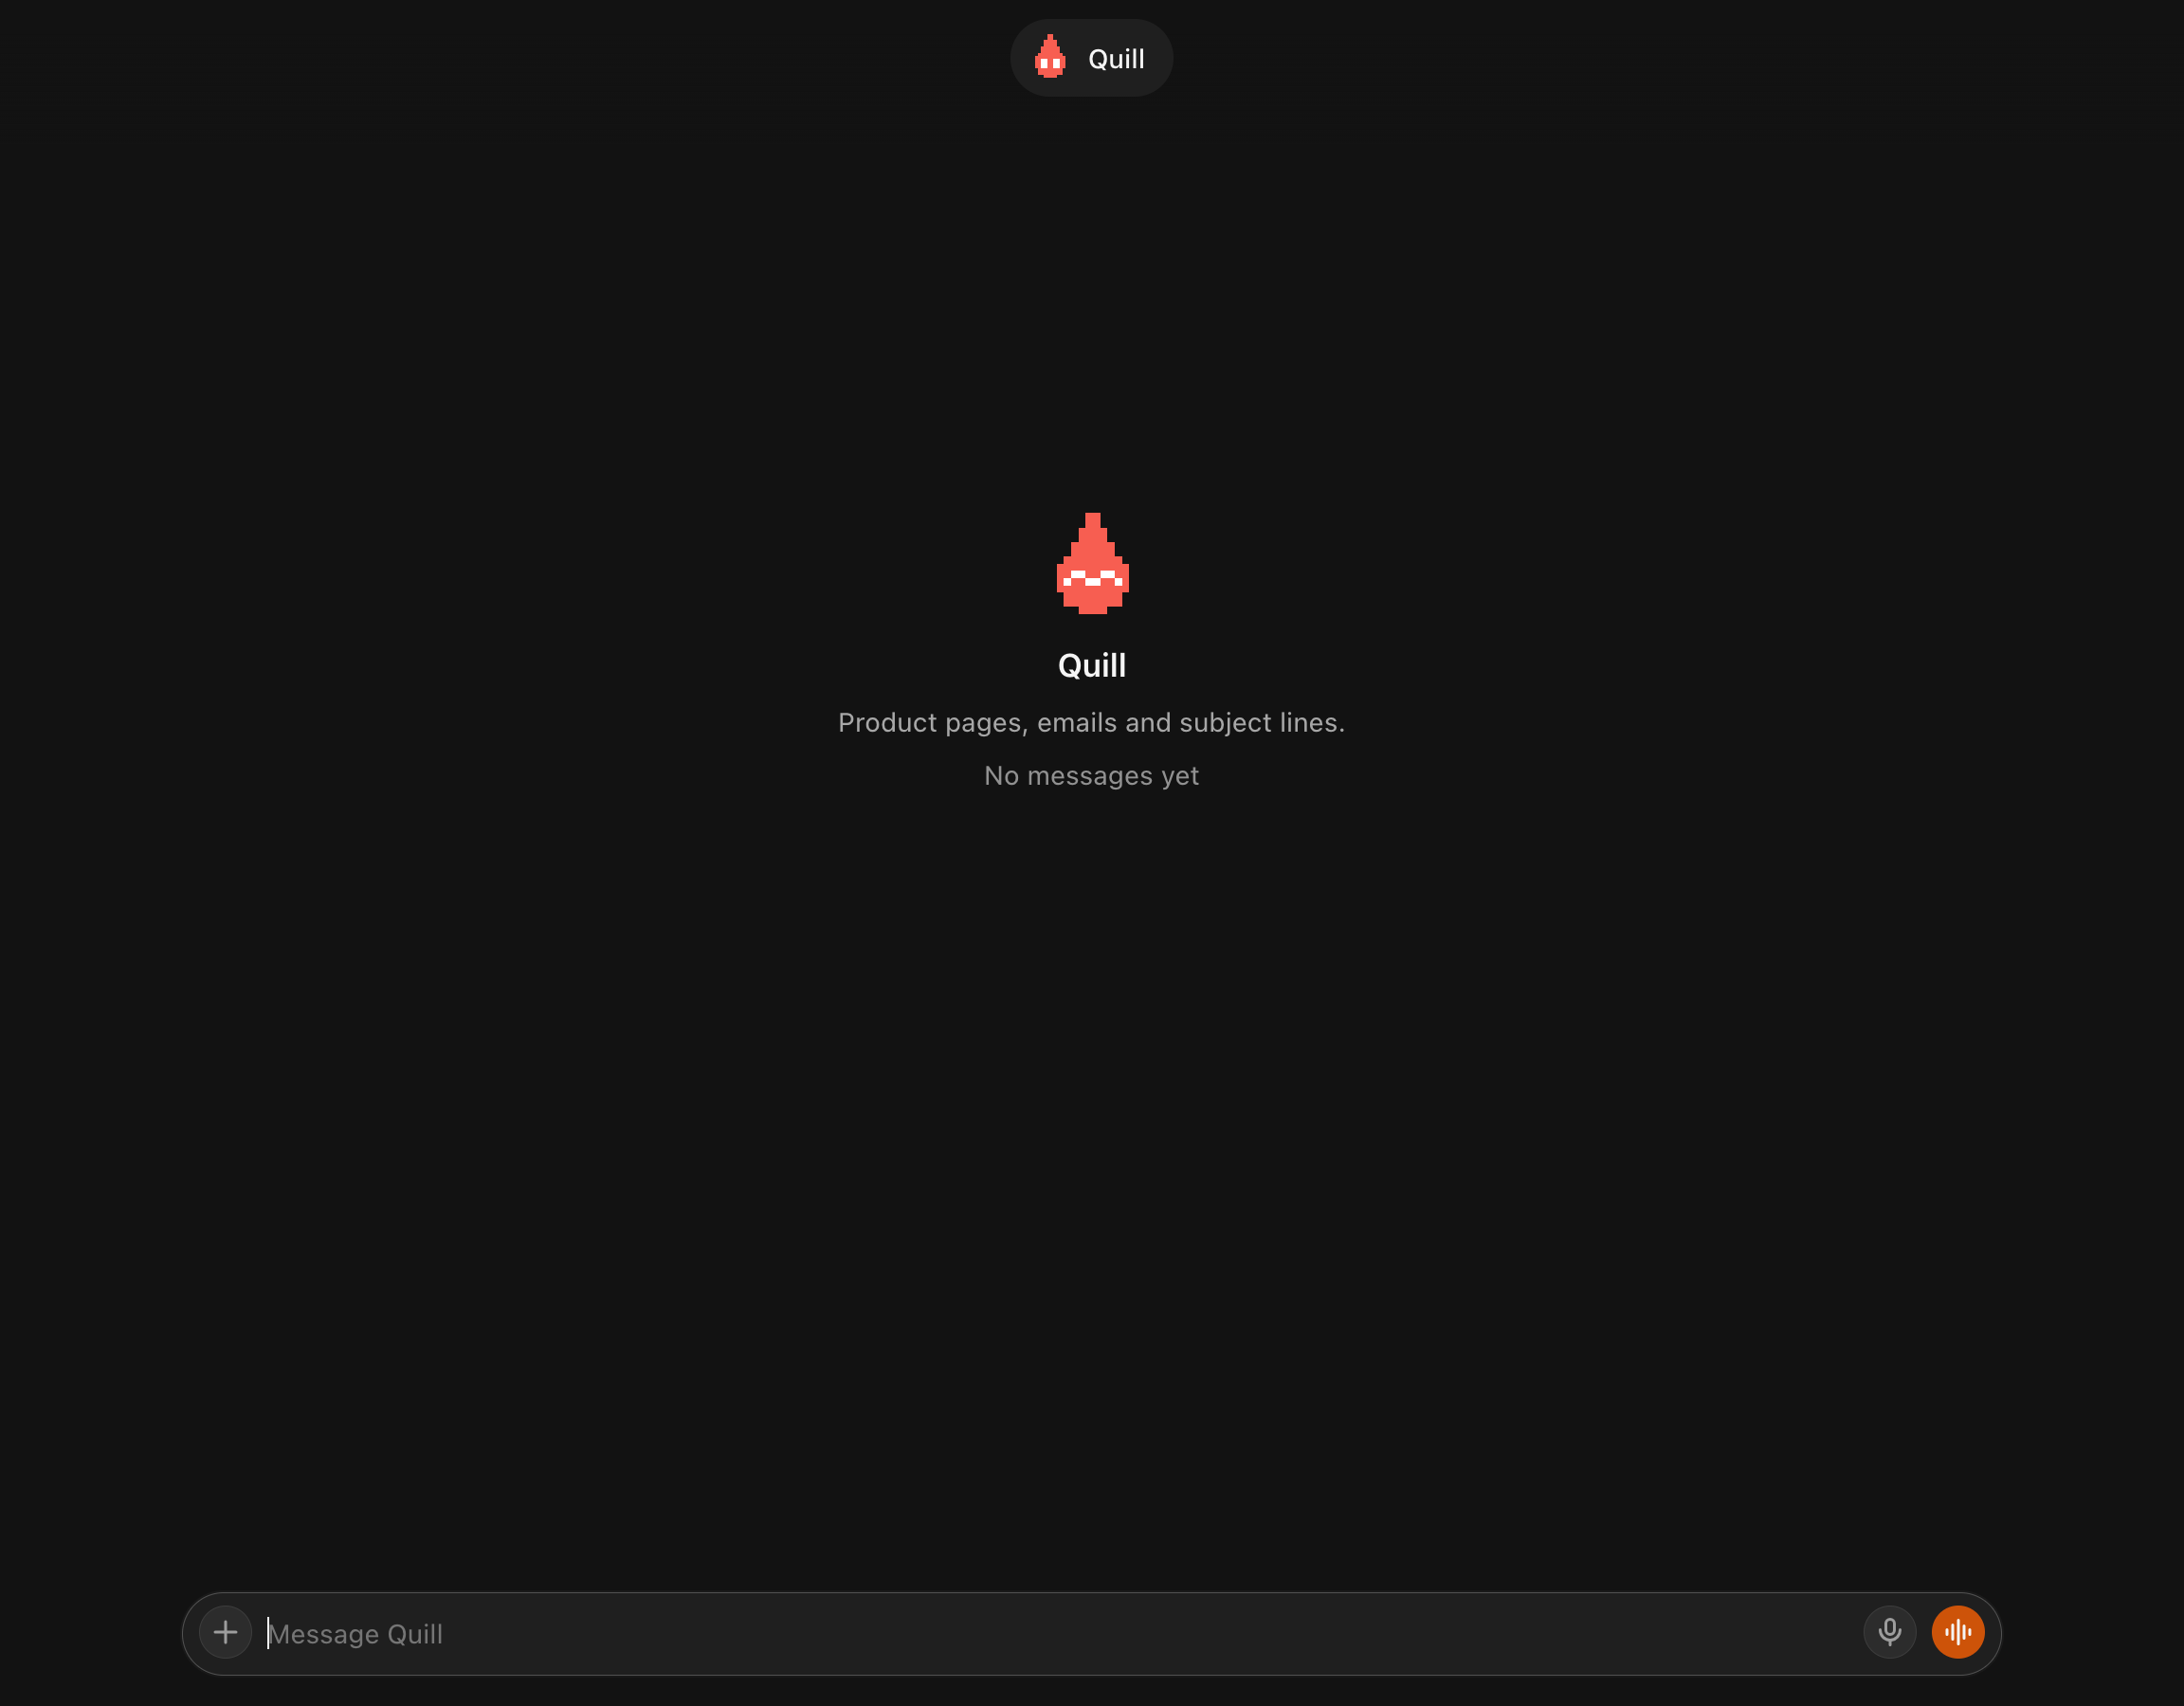 Quill
Quill
Product pages, emails and subject lines.
No messages yet
Message Quill